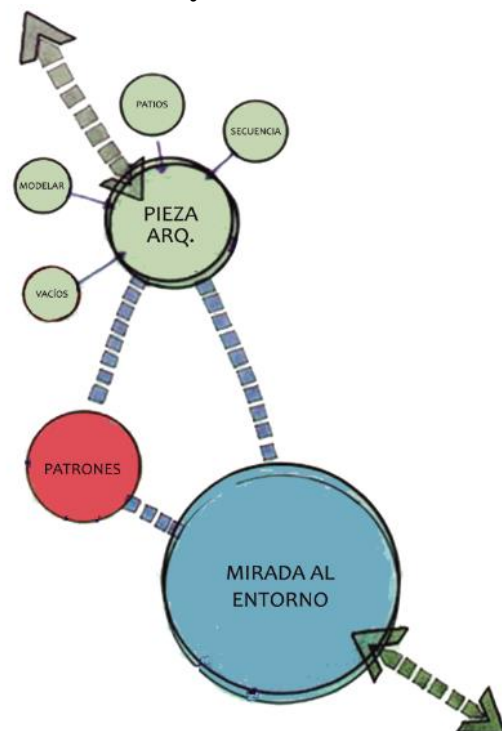 PATIOS
SECUENCIA
MODELAR
PIEZA
ARQ.
VACÍOS
PATRONES
MIRADA AL
ENTORNO